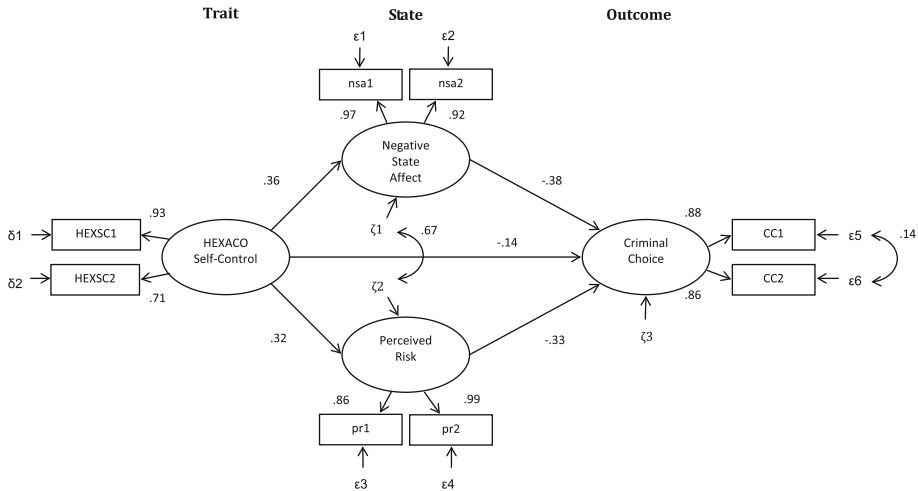 Trait State Outcome
ε1 ε2
nsa1 nsa2
.97 .92
Negative
State
Affect
.36 -.38
.93 .88
δ1 HEXSC1 HEXACO
Self-Control
ζ1 .67
-.14
Criminal
Choice
CC1 ε5 .14
δ2 HEXSC2
CC2 ε6
.71 .86
ζ2
ζ3
.32 -.33
Perceived
Risk
.86 .99
pr1 pr2
ε3 ε4